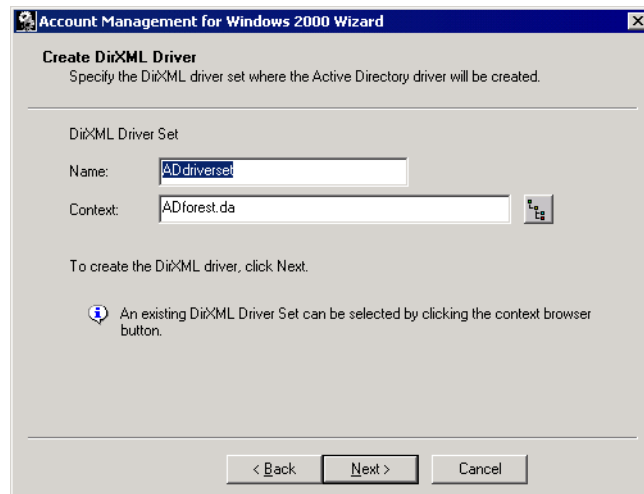 Account Management for Windows 2000 Wizard
Create DirXML Driver
Specify the DirXML driver set where the Active Directory driver will be created.
DirXML Driver Set
Name: ADdriverset
Context: ADforest.da
To create the DirXML driver, click Next.
An existing DirXML Driver Set can be selected by clicking the context browser
button.
< Back Next > Cancel